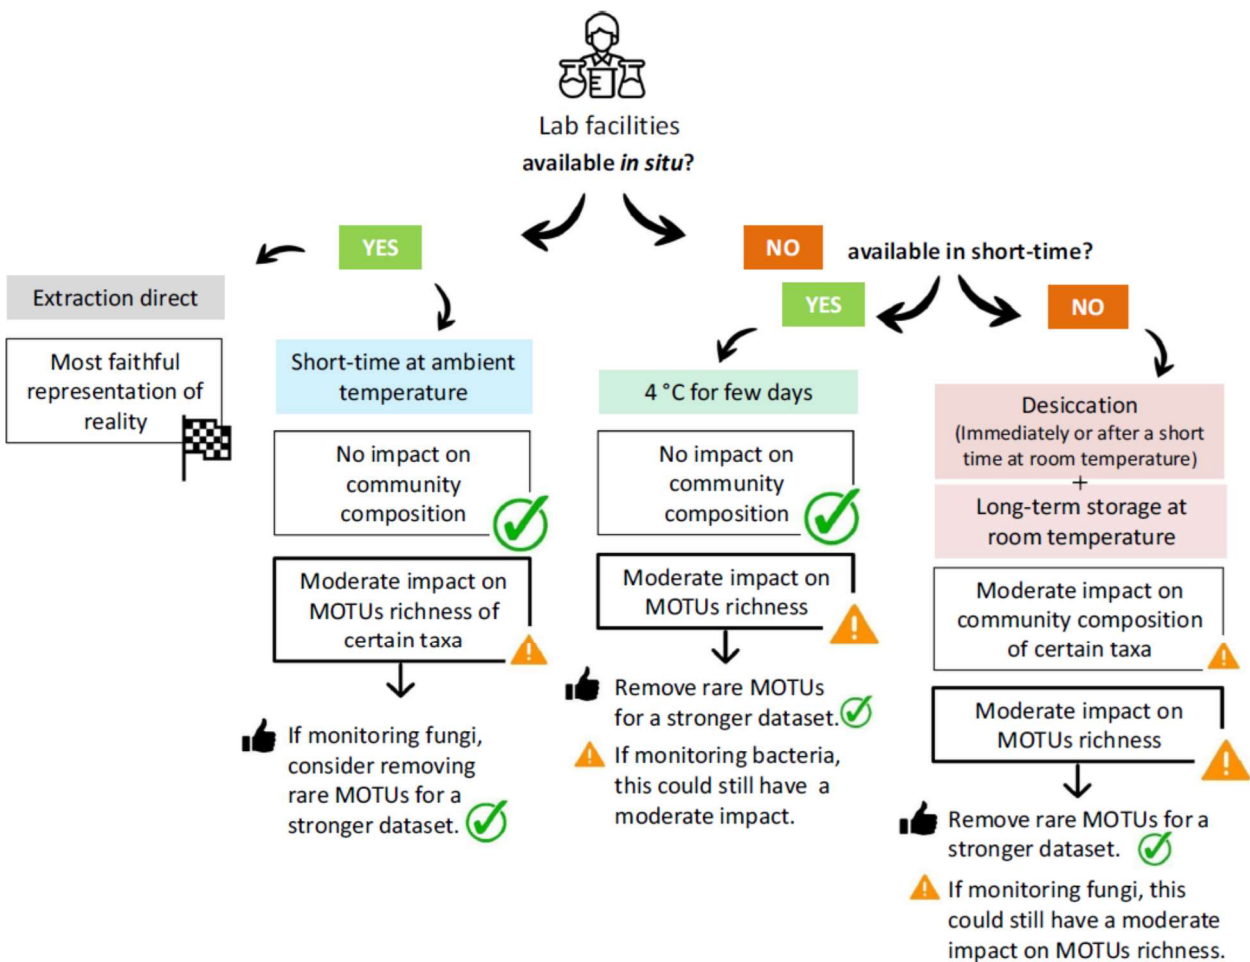 Lab facilities
available in situ?
YES
NO
available in short-time?
YES
NO
Extraction direct
Most faithful
representation of
reality
Short-time at ambient
temperature
No impact on
community
composition
Moderate impact on
MOTUs richness of
certain taxa
If monitoring fungi,
consider removing
rare MOTUs for a
stronger dataset.
4 °C for few days
No impact on
community
composition
Moderate impact on
MOTUs richness
Remove rare MOTUs
for a stronger dataset.
If monitoring bacteria,
this could still have a
moderate impact.
Desiccation
(Immediately or after a short
time at room temperature)
+
Long-term storage at
room temperature
Moderate impact on
community composition
of certain taxa
Moderate impact on
MOTUs richness
Remove rare MOTUs for a
stronger dataset.
If monitoring fungi, this
could still have a moderate
impact on MOTUs richness.